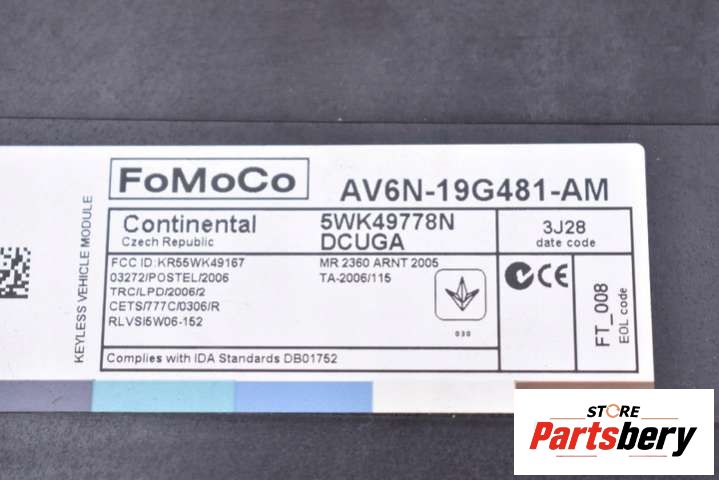 FoMoCo
AV6N-19G481-AM
KEYLESS VEHICLE MODULE
Continental
Czech Republic
5WK49778N
DCUGA
3J28
date code
FCC ID: KR55WK49167
03272/POSTEL/2006
TRC/LPD/2006/2
CETS/777C/0306/R
RLVSI5W06-152
MR 2360 ARNT 2005
TA-2006/115
030
CE
FT_008
EOL code
Complies with IDA Standards DB01752
STORE
Partsbery